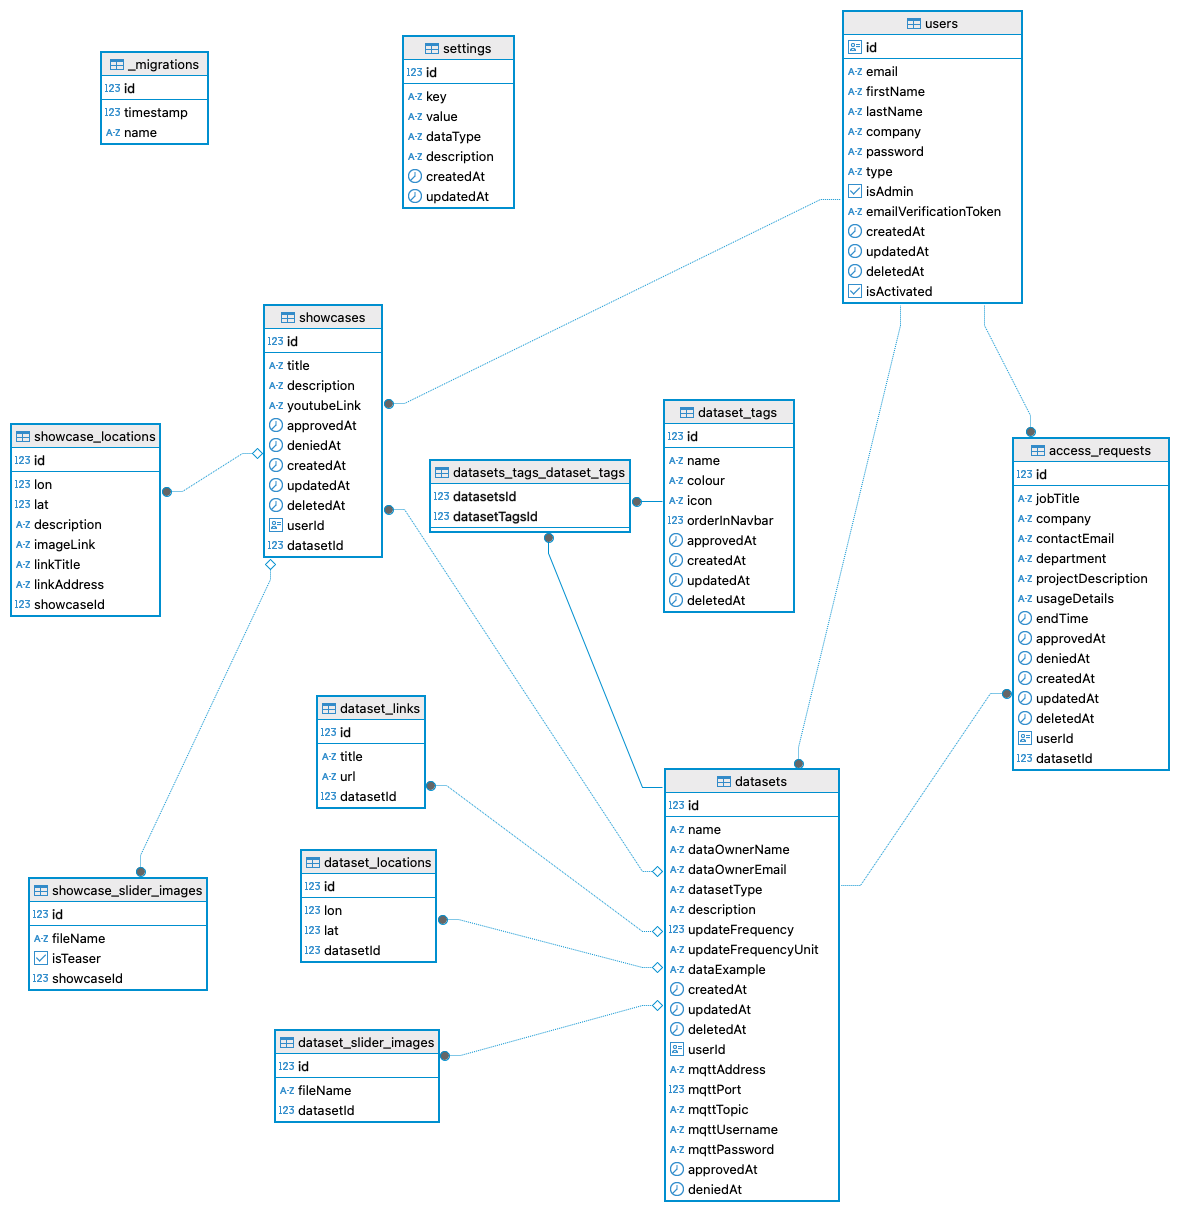 _migrations
123 id
123 timestamp
A-Z name
settings
123 id
A-Z key
A-Z value
A-Z dataType
A-Z description
createdAt
updatedAt
users
id
A-Z email
A-Z firstName
A-Z lastName
A-Z company
A-Z password
A-Z type
isAdmin
A-Z emailVerificationToken
createdAt
updatedAt
deletedAt
isActivated
showcases
123 id
A-Z title
A-Z description
A-Z youtubeLink
approvedAt
deniedAt
createdAt
updatedAt
deletedAt
userId
123 datasetId
showcase_locations
123 id
123 lon
123 lat
A-Z description
A-Z imageLink
A-Z linkTitle
A-Z linkAddress
123 showcaseId
datasets_tags_dataset_tags
123 datasetsId
123 datasetTagsId
dataset_tags
123 id
A-Z name
A-Z colour
A-Z icon
123 orderInNavbar
approvedAt
createdAt
updatedAt
deletedAt
access_requests
123 id
A-Z jobTitle
A-Z company
A-Z contactEmail
A-Z department
A-Z projectDescription
A-Z usageDetails
endTime
approvedAt
deniedAt
createdAt
updatedAt
deletedAt
userId
123 datasetId
dataset_links
123 id
A-Z title
A-Z url
123 datasetId
dataset_locations
123 id
123 lon
123 lat
123 datasetId
showcase_slider_images
123 id
A-Z fileName
isTeaser
123 showcaseId
dataset_slider_images
123 id
A-Z fileName
123 datasetId
datasets
123 id
A-Z name
A-Z dataOwnerName
A-Z dataOwnerEmail
A-Z datasetType
A-Z description
123 updateFrequency
A-Z updateFrequencyUnit
A-Z dataExample
createdAt
updatedAt
deletedAt
userId
A-Z mqttAddress
123 mqttPort
A-Z mqttTopic
A-Z mqttUsername
A-Z mqttPassword
approvedAt
deniedAt